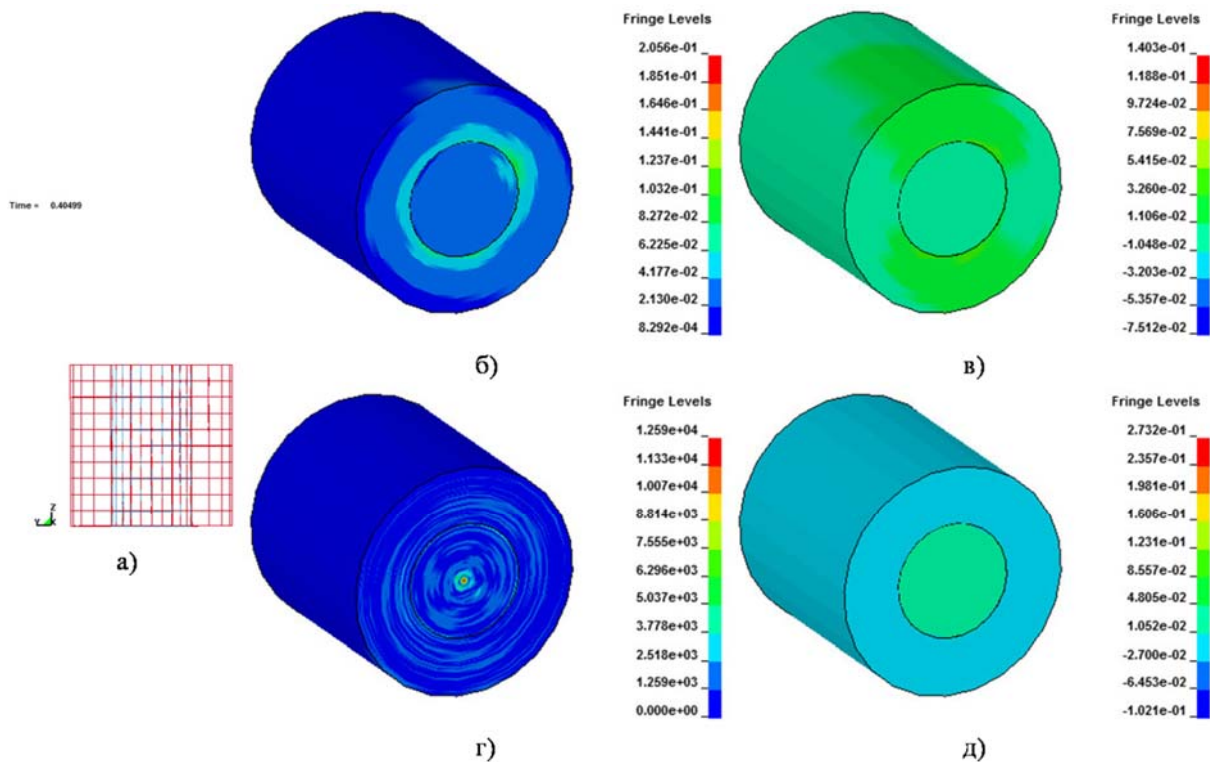 Fringe Levels
2.056e-01
1.851e-01
1.646e-01
1.441e-01
1.237e-01
1.032e-01
8.272e-02
6.225e-02
4.177e-02
2.130e-02
8.292e-04
б)
Fringe Levels
1.403e-01
1.188e-01
9.724e-02
7.569e-02
5.415e-02
3.260e-02
1.106e-02
-1.048e-02
-3.203e-02
-5.357e-02
-7.512e-02
в)
Time = 0.40499
Z
Y X
а)
Fringe Levels
1.259e+04
1.133e+04
1.007e+04
8.814e+03
7.555e+03
6.296e+03
5.037e+03
3.778e+03
2.518e+03
1.259e+03
0.000e+00
г)
Fringe Levels
2.732e-01
2.357e-01
1.981e-01
1.606e-01
1.231e-01
8.557e-02
4.805e-02
1.052e-02
-2.700e-02
-6.453e-02
-1.021e-01
д)